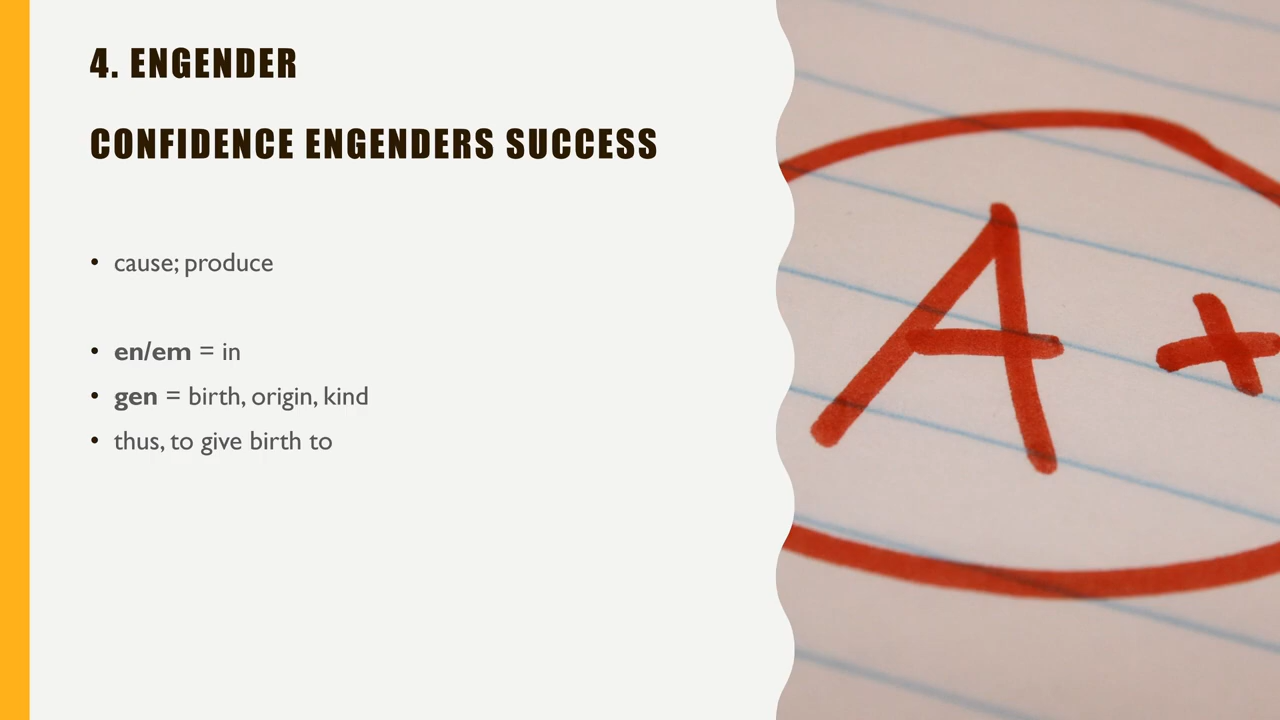 4. ENGENDER
CONFIDENCE ENGENDERS SUCCESS
• cause; produce
• en/em = in
• gen = birth, origin, kind
• thus, to give birth to
A +